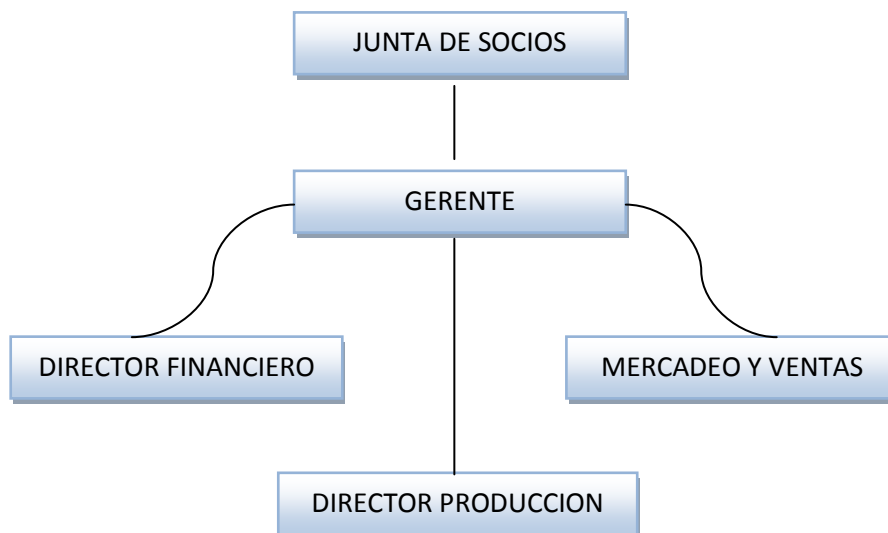 JUNTA DE SOCIOS
GERENTE
DIRECTOR FINANCIERO
MERCADEO Y VENTAS
DIRECTOR PRODUCCION